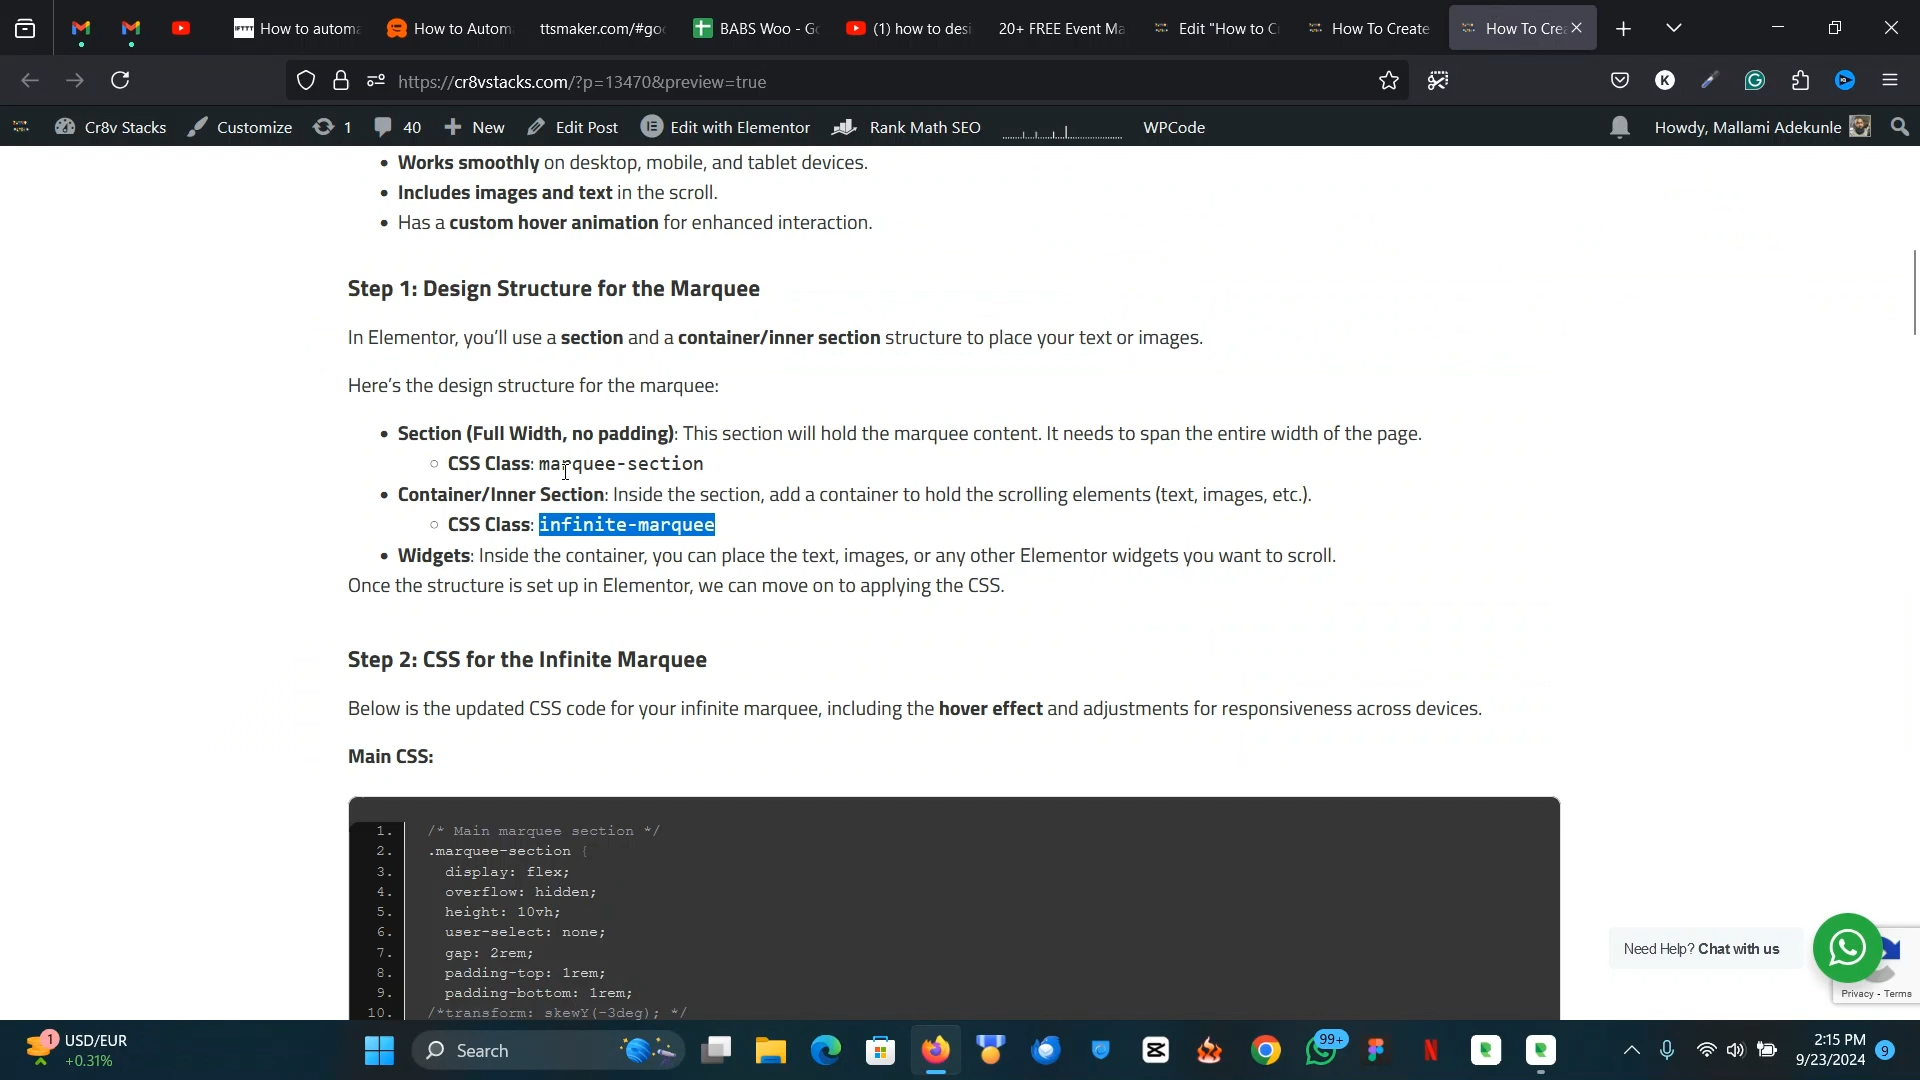 How to automa
How to Autom
ttsmaker.com/#goo
BABS Woo - Go
(1) how to desi
20+ FREE Event Ma
Edit "How to C
How To Create
How To Cre
https://cr8vstacks.com/?p=13470&preview=true
Cr8v Stacks
Customize
1
40
New
Edit Post
Edit with Elementor
Rank Math SEO
WPCode
Howdy, Mallami Adekunle
• Works smoothly on desktop, mobile, and tablet devices.
• Includes images and text in the scroll.
• Has a custom hover animation for enhanced interaction.
Step 1: Design Structure for the Marquee
In Elementor, you’ll use a section and a container/inner section structure to place your text or images.
Here’s the design structure for the marquee:
• Section (Full Width, no padding): This section will hold the marquee content. It needs to span the entire width of the page.
○ CSS Class: marquee-section
• Container/Inner Section: Inside the section, add a container to hold the scrolling elements (text, images, etc.).
○ CSS Class: infinite-marquee
• Widgets: Inside the container, you can place the text, images, or any other Elementor widgets you want to scroll.
Once the structure is set up in Elementor, we can move on to applying the CSS.
Step 2: CSS for the Infinite Marquee
Below is the updated CSS code for your infinite marquee, including the hover effect and adjustments for responsiveness across devices.
Main CSS:
1. /* Main marquee section */
2. .marquee-section {
3. display: flex;
4. overflow: hidden;
5. height: 10vh;
6. user-select: none;
7. gap: 2rem;
8. padding-top: 1rem;
9. padding-bottom: 1rem;
10. /*transform: skewY(-3deg); */
Need Help? Chat with us
Privacy - Terms
1
USD/EUR
+0.31%
Search
99+
2:15 PM
9/23/2024
9